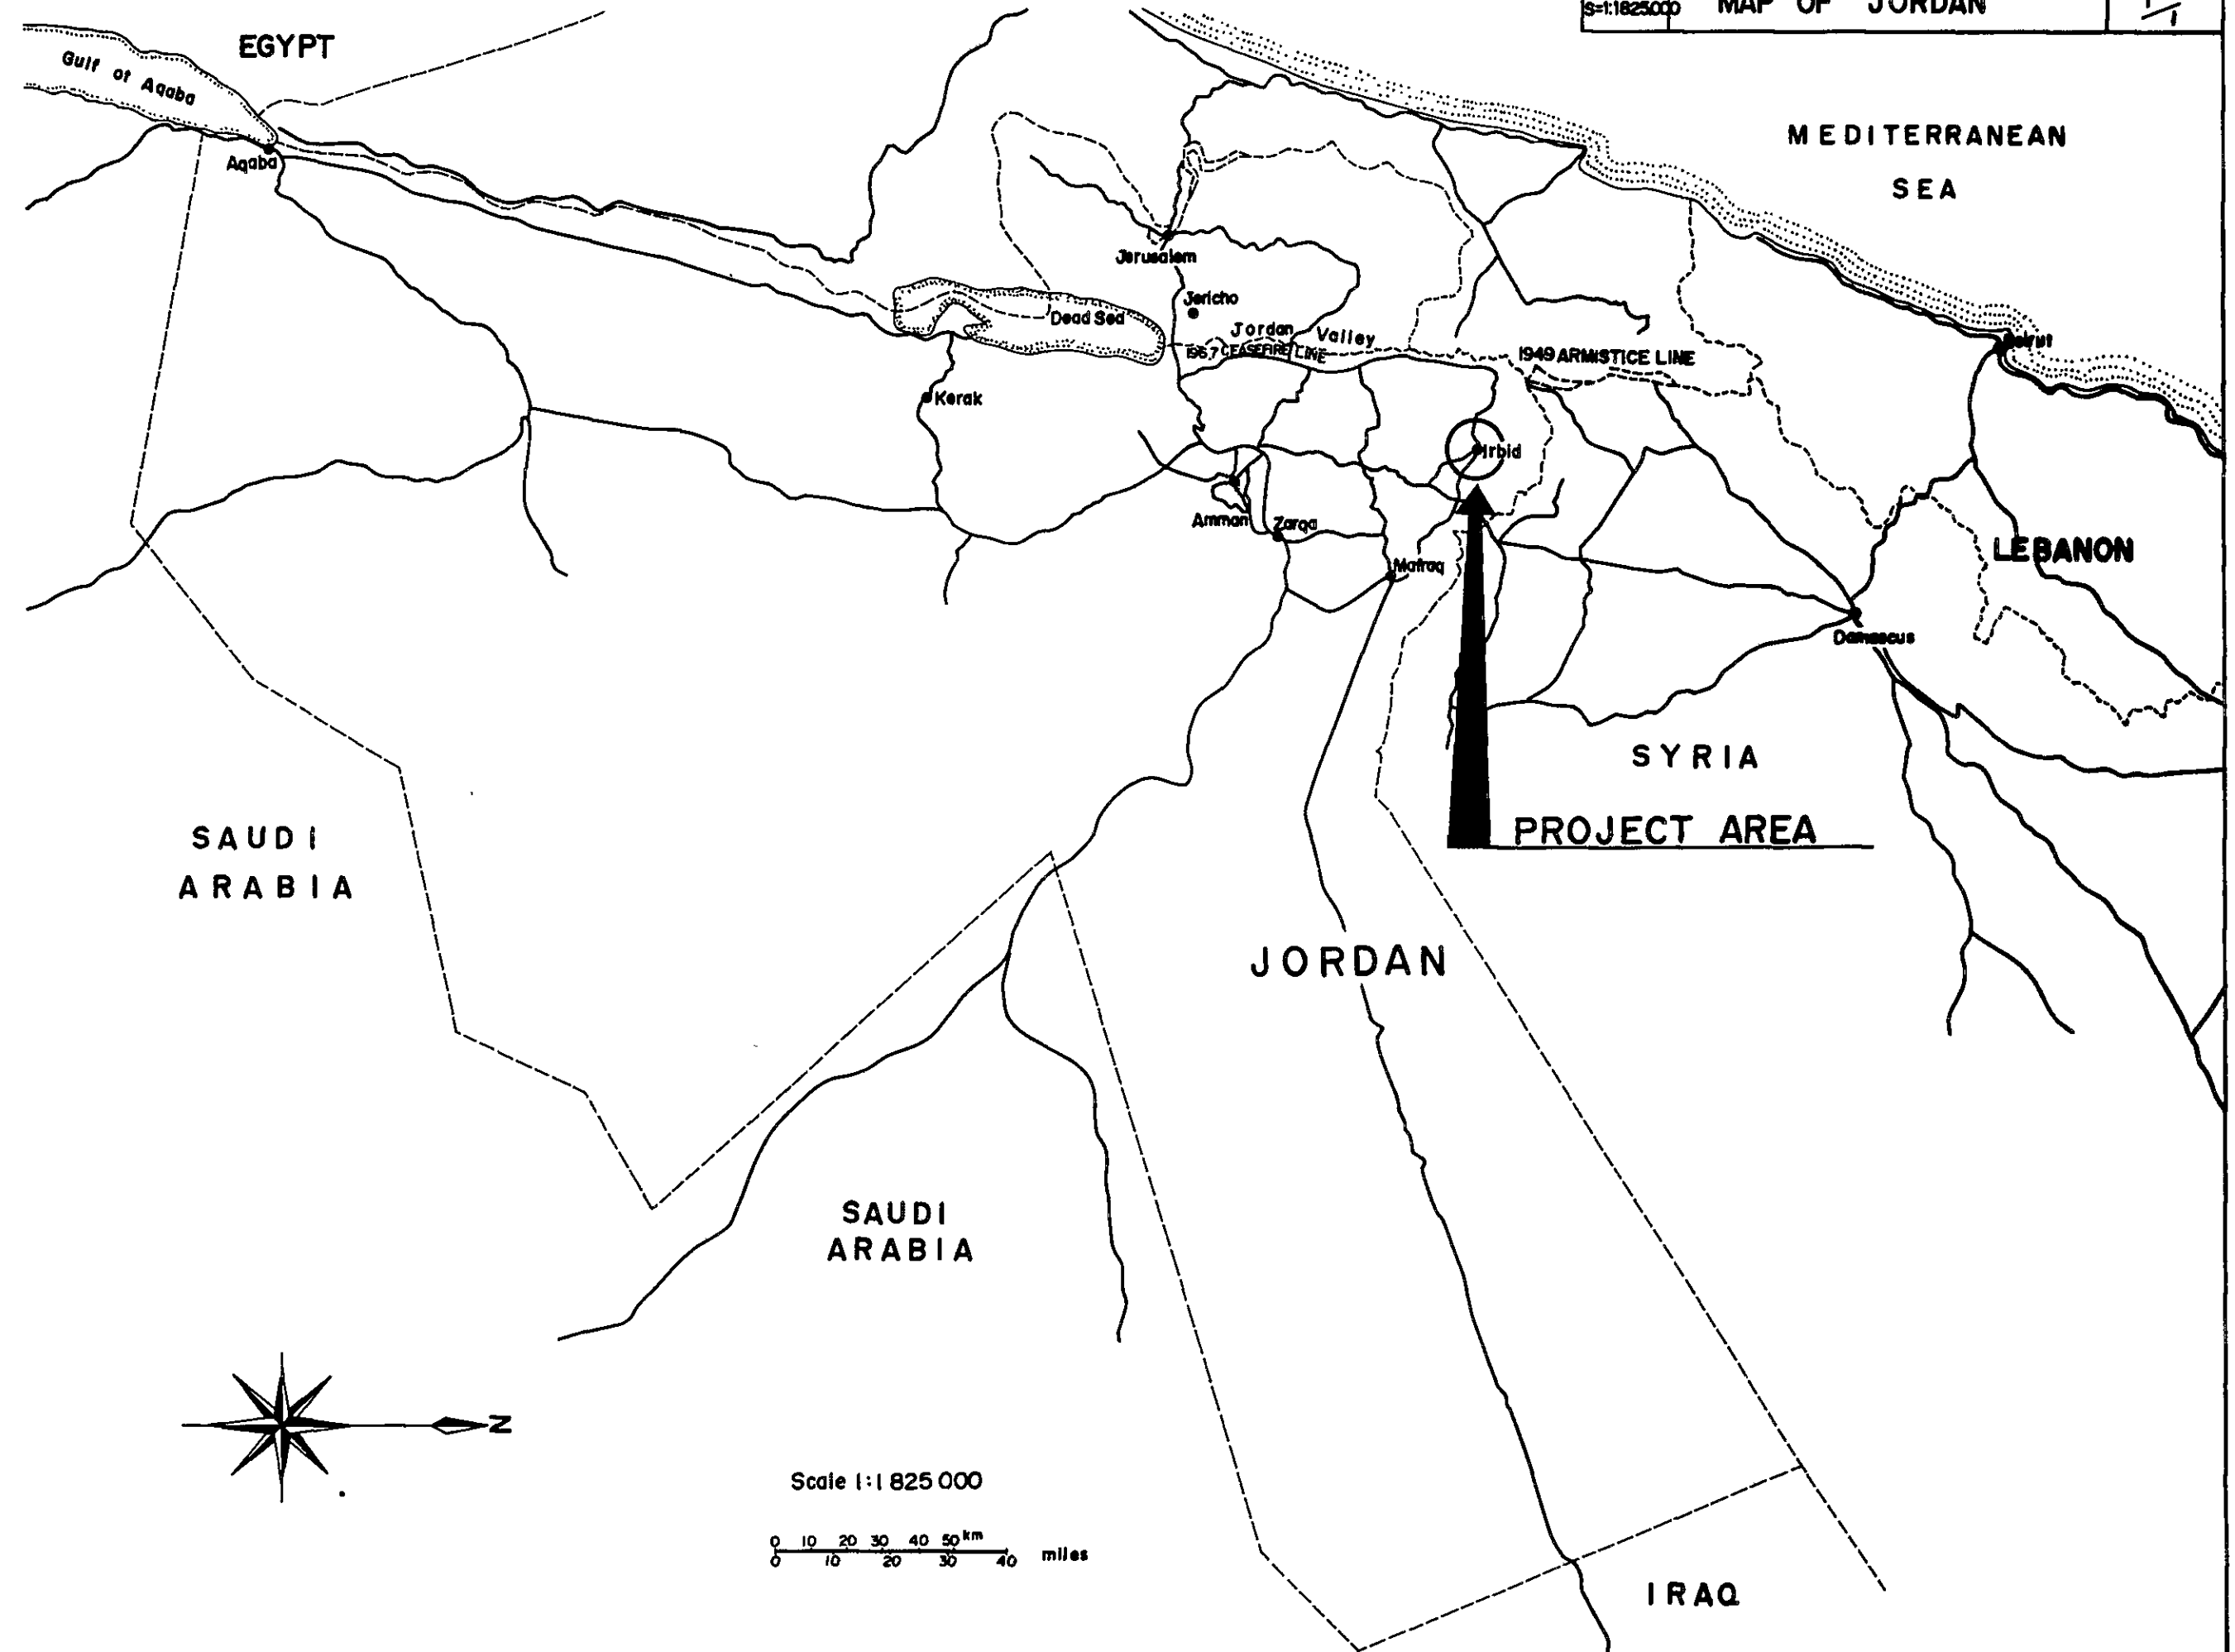 S=1:1825000
MAP OF JORDAN
1/1
EGYPT
Gulf of Aqaba
Aqaba
MEDITERRANEAN
SEA
Jerusalem
Jericho
Dead Sea
Jordan Valley
1967 CEASEFIRE LINE
1949 ARMISTICE LINE
Beirut
Kerak
Irbid
Amman
Zarqa
Mafraq
LEBANON
Damascus
SYRIA
PROJECT AREA
SAUDI
ARABIA
JORDAN
SAUDI
ARABIA
N
Scale 1:1 825 000
0 10 20 30 40 50 km
0 10 20 30 40 miles
IRAQ